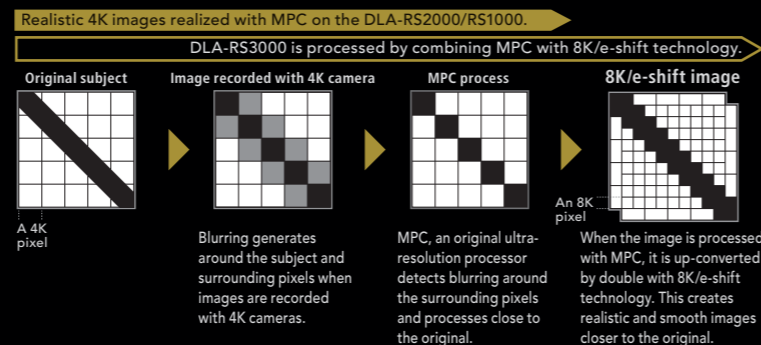 Realistic 4K images realized with MPC on the DLA-RS2000/RS1000.
DLA-RS3000 is processed by combining MPC with 8K/e-shift technology.
Original subject
Image recorded with 4K camera
MPC process
8K/e-shift image
A 4K
pixel
An 8K
pixel
Blurring generates
around the subject and
surrounding pixels when
images are recorded
with 4K cameras.
MPC, an original ultra-
resolution processor
detects blurring around
the surrounding pixels
and processes close to
the original.
When the image is processed
with MPC, it is up-converted
by double with 8K/e-shift
technology. This creates
realistic and smooth images
closer to the original.